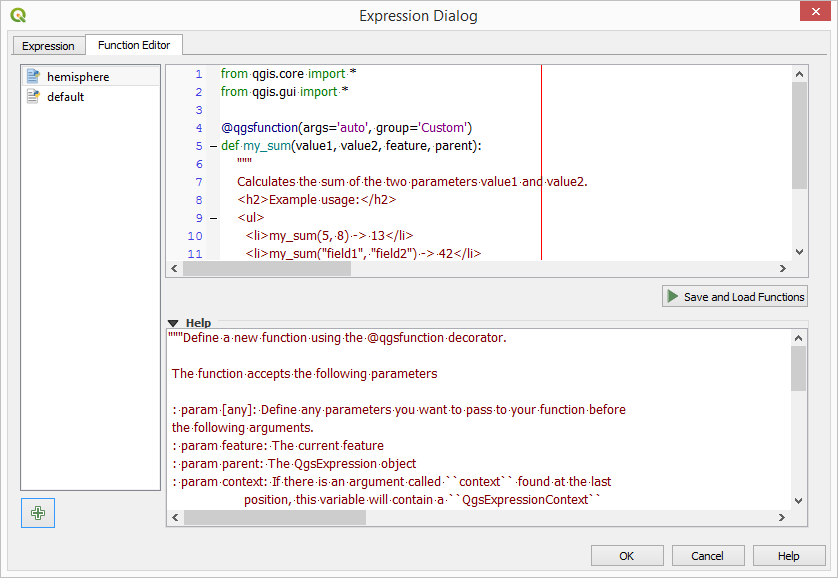 Expression Dialog
Expression
Function Editor
hemisphere
default
1 from qgis.core import *
2 from qgis.gui import *
3
4 @qgsfunction(args='auto', group='Custom')
5 def my_sum(value1, value2, feature, parent):
6 """
7 Calculates the sum of the two parameters value1 and value2.
8 <h2>Example usage:</h2>
9 <ul>
10 <li>my_sum(5, 8) -> 13</li>
11 <li>my_sum("field1", "field2") -> 42</li>
Save and Load Functions
Help
"""Define a new function using the @qgsfunction decorator.
The function accepts the following parameters
: param [any]: Define any parameters you want to pass to your function before
the following arguments.
: param feature: The current feature
: param parent: The QgsExpression object
: param context: If there is an argument called ``context`` found at the last
position, this variable will contain a ``QgsExpressionContext``
OK
Cancel
Help